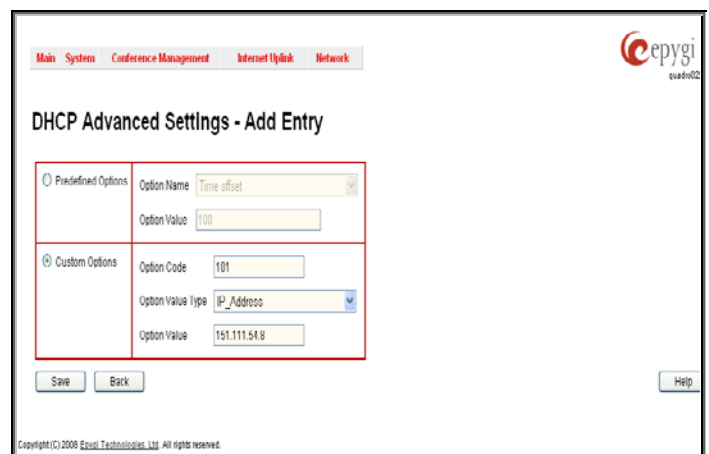 Main System Conference Management Internet Uplink Network
epygi
quadro02
DHCP Advanced Settings - Add Entry
Predefined Options
Option Name Time offset
Option Value 100
Custom Options
Option Code 181
Option Value Type IP_Address
Option Value 151.111.54.8
Save Back Help
Copyright (C) 2008 Epygi Technologies, Ltd. All rights reserved.